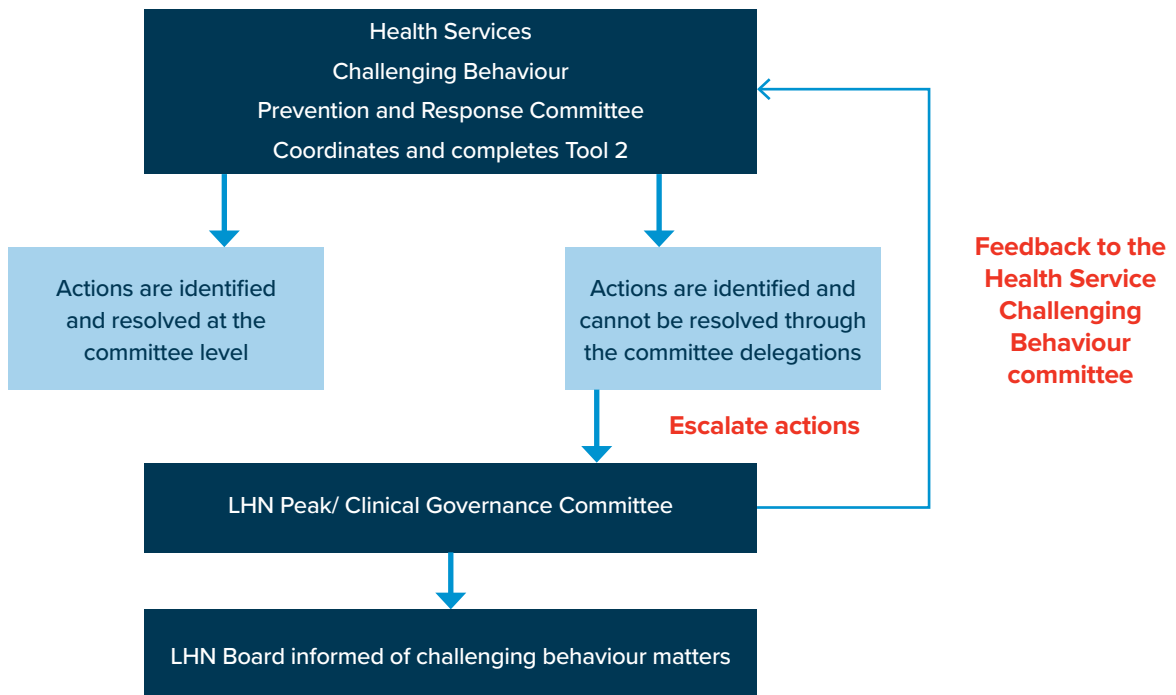 Health Services
Challenging Behaviour
Prevention and Response Committee
Coordinates and completes Tool 2
Actions are identified
and resolved at the
committee level
Actions are identified and
cannot be resolved through
the committee delegations
Feedback to the
Health Service
Challenging
Behaviour
committee
Escalate actions
LHN Peak/ Clinical Governance Committee
LHN Board informed of challenging behaviour matters